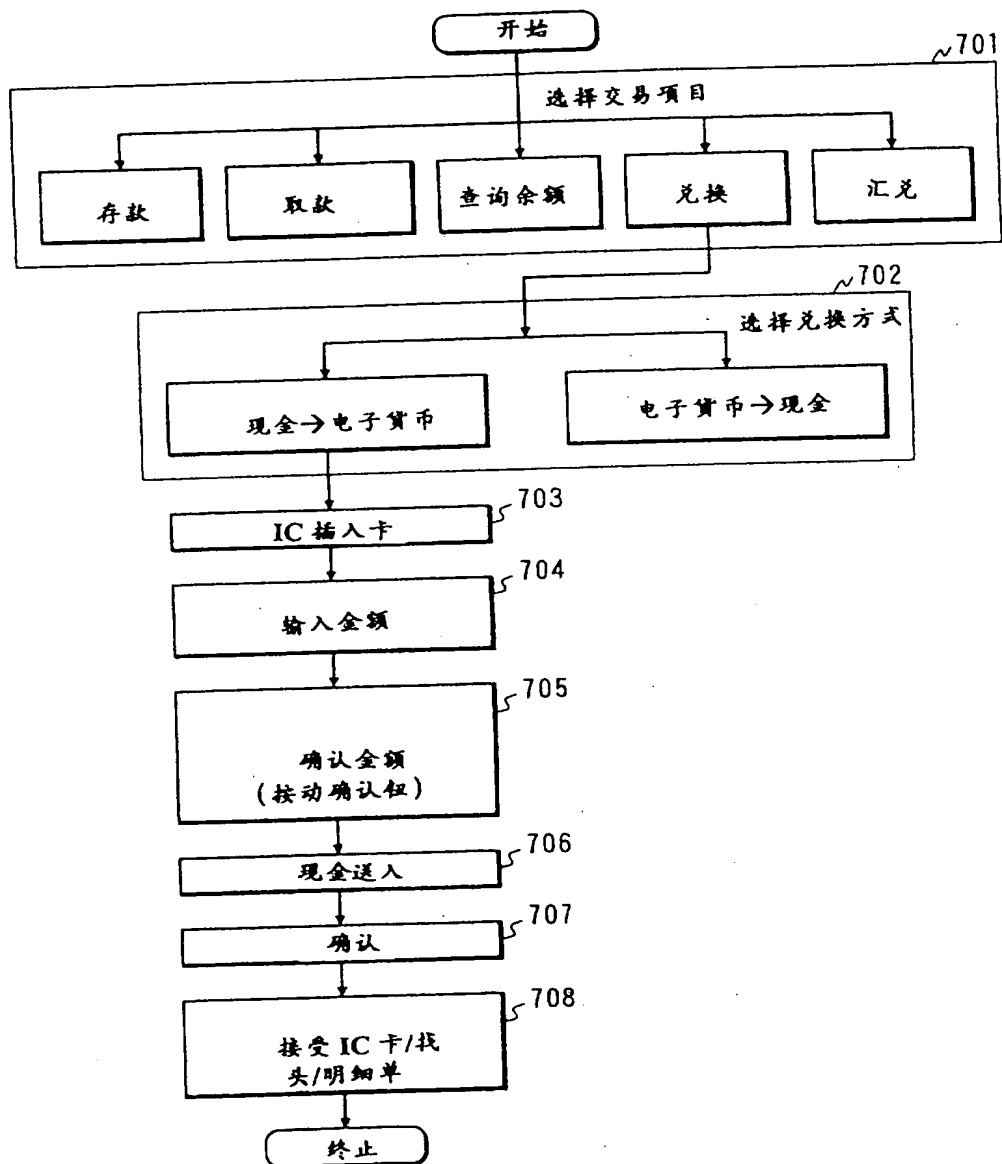 开始
701
选择交易项目
存款
取款
查询余额
兑换
汇兑
702
选择兑换方式
现金→电子货币
电子货币→现金
703
IC 插入卡
704
输入金额
705
确认金额
(按动确认钮)
706
现金送入
707
确认
708
接受 IC 卡/找
头/明细单
终止